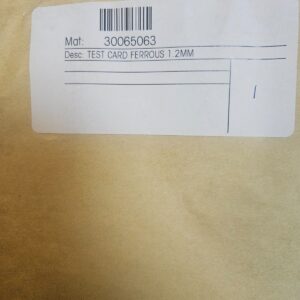 Mat: 30065063
Desc: TEST CARD FERROUS 1.2MM
1